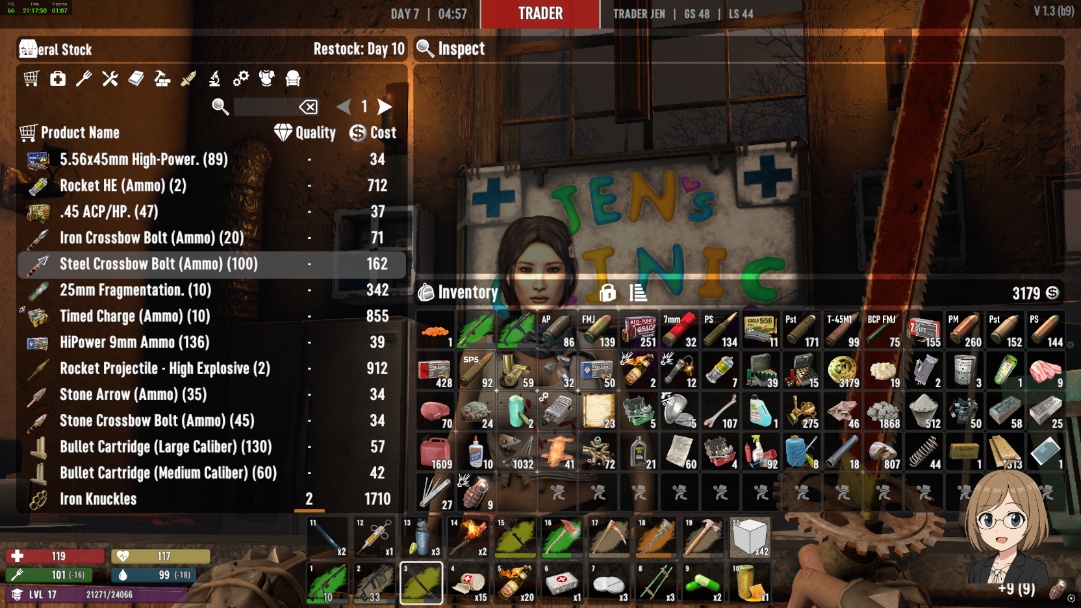 66 21:17:50 01:07
DAY 7 | 04:57
TRADER
TRADER JEN | GS 48 | LS 44
V 1.3 (b9)
eral Stock
Restock: Day 10
Inspect
1
Product Name
Quality
Cost
5.56x45mm High-Power. (89) - 34
Rocket HE (Ammo) (2) - 712
.45 ACP/HP. (47) - 37
Iron Crossbow Bolt (Ammo) (20) - 71
Steel Crossbow Bolt (Ammo) (100) - 162
25mm Fragmentation. (10) - 342
Timed Charge (Ammo) (10) - 855
HiPower 9mm Ammo (136) - 39
Rocket Projectile - High Explosive (2) - 912
Stone Arrow (Ammo) (35) - 34
Stone Crossbow Bolt (Ammo) (45) - 34
Bullet Cartridge (Large Caliber) (130) - 57
Bullet Cartridge (Medium Caliber) (60) - 42
Iron Knuckles 2 1710
JEN's
INIC
Inventory
3179
AP FMJ 7mm PS Pst T-45M1 BCP FMJ PM Pst PS
1 86 139 251 32 134 11 171 99 75 155 260 152 144
SP5
428 92 59 32 50 2 12 7 39 15 3179 19 2 3 1 9
70 24 2 2 23 5 5 107 1 275 46 1868 512 50 58 25
1609 10 1032 41 72 21 60 4 92 8 18 807 44 1 313 1
27 9
11 12 13 14 15 16 17 18 19
x2 x1 x3 x2 x42
1 2 3 4 5 6 7 8 9 10
10 x15 x20 x1 x3 x3 x2 x1
119 117
101 (-16) 99 (-18)
LVL 17 21271/24066
+9 (9)